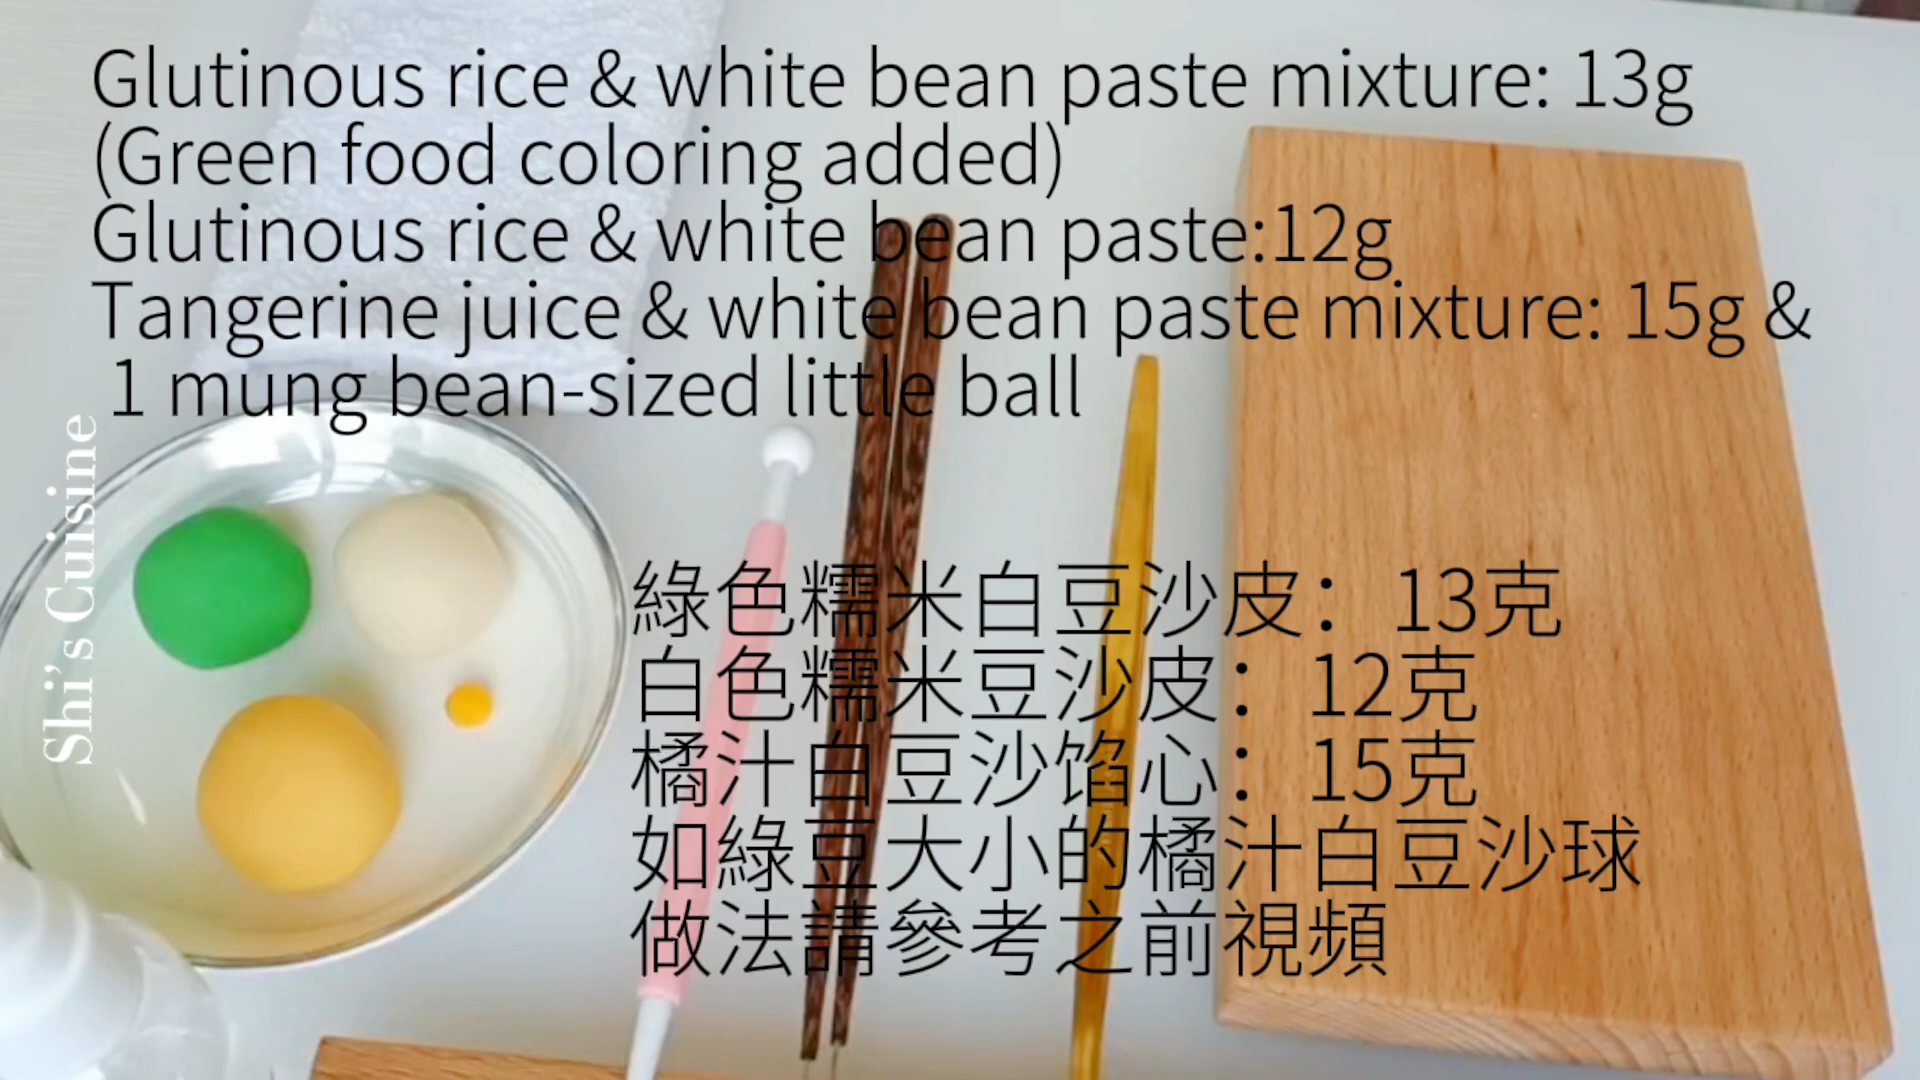 Glutinous rice & white bean paste mixture: 13g
(Green food coloring added)
Glutinous rice & white bean paste:12g
Tangerine juice & white bean paste mixture: 15g &
1 mung bean-sized little ball
Shi's Cuisine
綠色糯米白豆沙皮：13克
白色糯米豆沙皮：12克
橘汁白豆沙馅心：15克
如綠豆大小的橘汁白豆沙球
做法請參考之前視頻